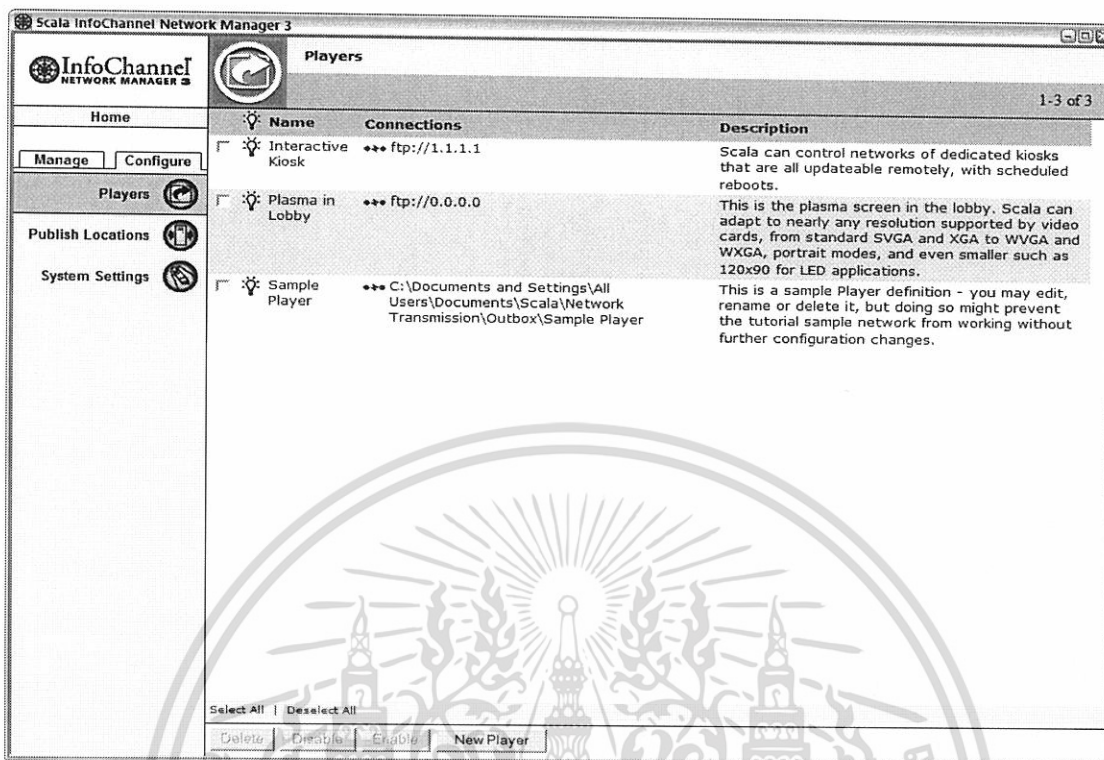 Scala InfoChannel Network Manager 3
InfoChannel
NETWORK MANAGER 3
Players
1-3 of 3
Home
Manage
Configure
Players
Publish Locations
System Settings
Name
Connections
Description
Interactive
Kiosk
ftp://1.1.1.1
Scala can control networks of dedicated kiosks
that are all updateable remotely, with scheduled
reboots.
Plasma in
Lobby
ftp://0.0.0.0
This is the plasma screen in the lobby. Scala can
adapt to nearly any resolution supported by video
cards, from standard SVGA and XGA to WVGA and
WXGA, portrait modes, and even smaller such as
120x90 for LED applications.
Sample
Player
C:\Documents and Settings\All
Users\Documents\Scala\Network
Transmission\Outbox\Sample Player
This is a sample Player definition - you may edit,
rename or delete it, but doing so might prevent
the tutorial sample network from working without
further configuration changes.
Select All | Deselect All
Delete
Disable
Enable
New Player